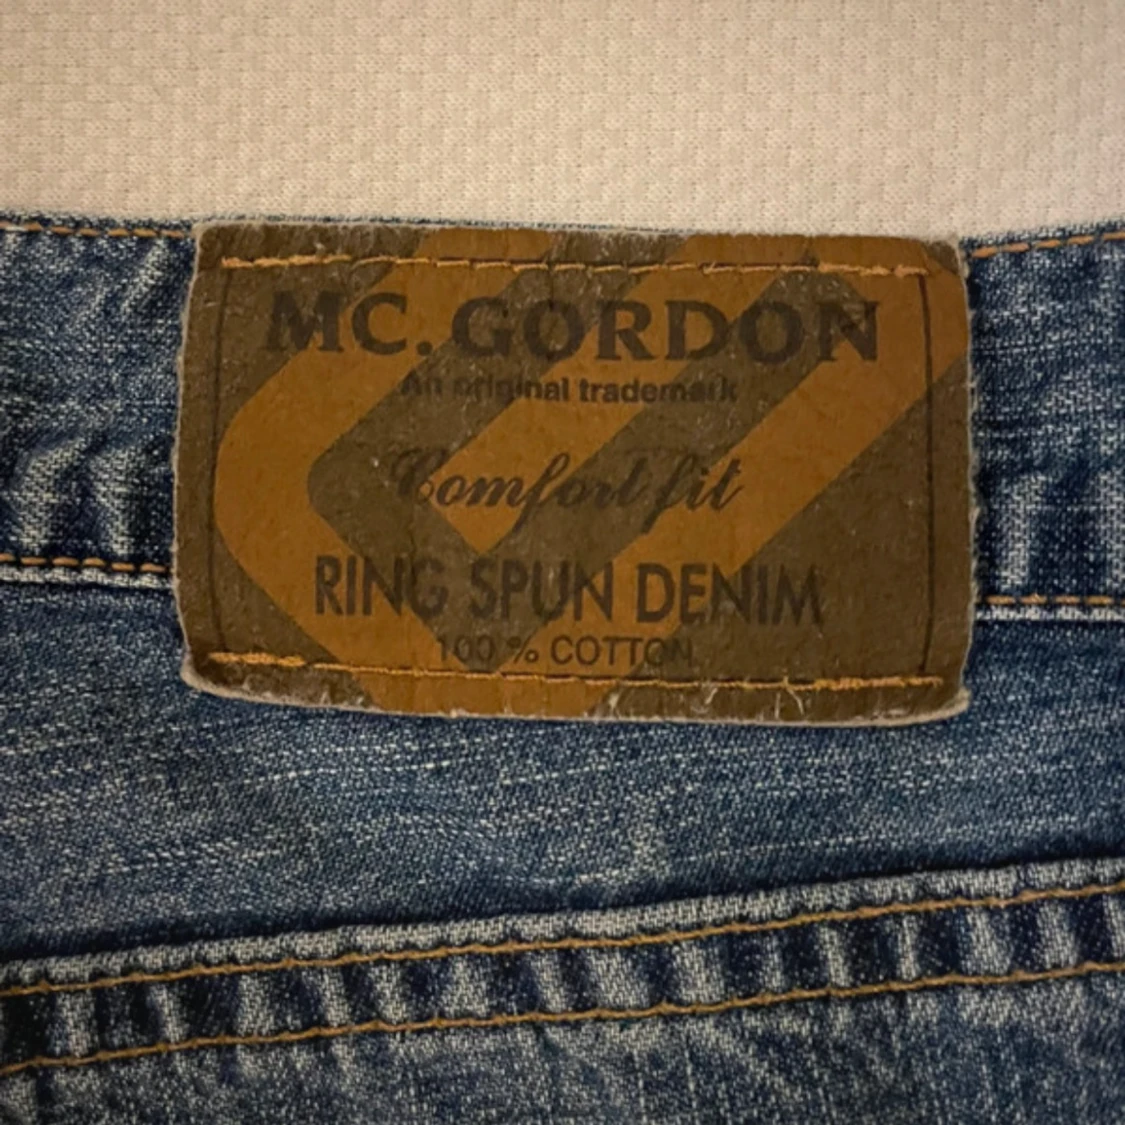 MC. GORDON
An original trademark
Comfort fit
RING SPUN DENIM
100 % COTTON